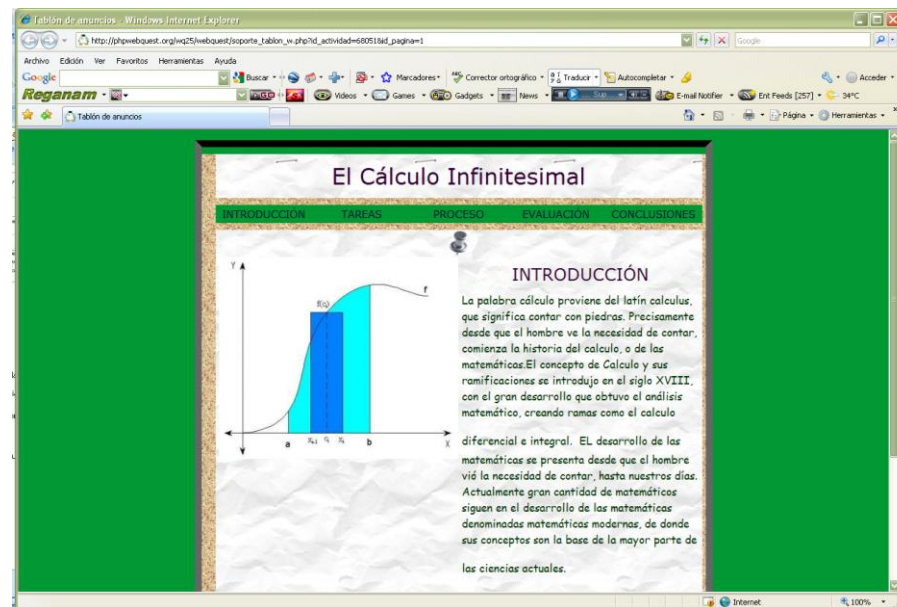 Tablón de anuncios - Windows Internet Explorer
http://phpwebquest.org/wq25/webquest/soporte_tablon_w.php?id_actividad=68051&id_pagina=1
Google
Archivo Edición Ver Favoritos Herramientas Ayuda
Google Buscar Marcadores Corrector ortográfico Traducir Autocompletar Acceder
Reganam Videos Games Gadgets News E-mail Notifier Ent Feeds [257] 34°C
Tablón de anuncios Página Herramientas
El Cálculo Infinitesimal
INTRODUCCIÓN TAREAS PROCESO EVALUACIÓN CONCLUSIONES
Y
f
a
b
X
INTRODUCCIÓN
La palabra cálculo proviene del latín calculus,
que significa contar con piedras. Precisamente
desde que el hombre ve la necesidad de contar,
comienza la historia del calculo, o de las
matemáticas.El concepto de Calculo y sus
ramificaciones se introdujo en el siglo XVIII,
con el gran desarrollo que obtuvo el análisis
matemático, creando ramas como el calculo
diferencial e integral. EL desarrollo de las
matemáticas se presenta desde que el hombre
vió la necesidad de contar, hasta nuestros días.
Actualmente gran cantidad de matemáticos
siguen en el desarrollo de las matemáticas
denominadas matemáticas modernas, de donde
sus conceptos son la base de la mayor parte de
las ciencias actuales.
Internet 100%